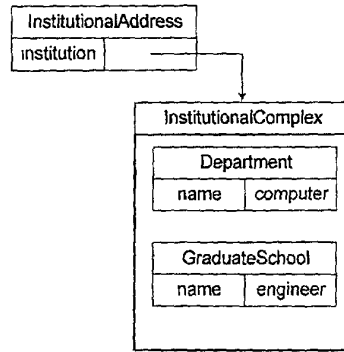 InstitutionalAddress
institution
InstitutionalComplex
Department
name computer
GraduateSchool
name engineer